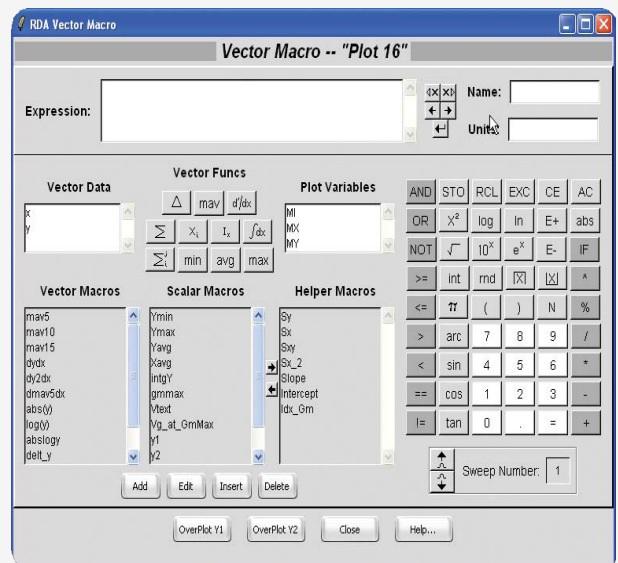 RDA Vector Macro
Vector Macro -- "Plot 16"
Expression:
Name:
Units:
Vector Data
x
y
Vector Funcs
Δ mav d'/dx
Σ Xᵢ Iₓ ∫dx
min avg max
Plot Variables
MI
MX
MY
Vector Macros
mav5
mav10
mav15
dydx
dy2dx
dmav5dx
abs(y)
log(y)
abslogy
delt_y
Scalar Macros
Ymin
Ymax
Yavg
Xavg
intgY
gmmax
Vtext
Vg_at_GmMax
y1
y2
Helper Macros
Sy
Sx
Sxy
Sx_2
Slope
Intercept
Idx_Gm
Add Edit Insert Delete
AND STO RCL EXC CE AC
OR X² log ln E+ abs
NOT √ 10ˣ eˣ E- IF
>= int rnd |X| X ^
<= π ( ) N %
> arc 7 8 9 /
< sin 4 5 6 *
== cos 1 2 3 -
!= tan 0 . = +
Sweep Number: 1
OverPlot Y1 OverPlot Y2 Close Help...